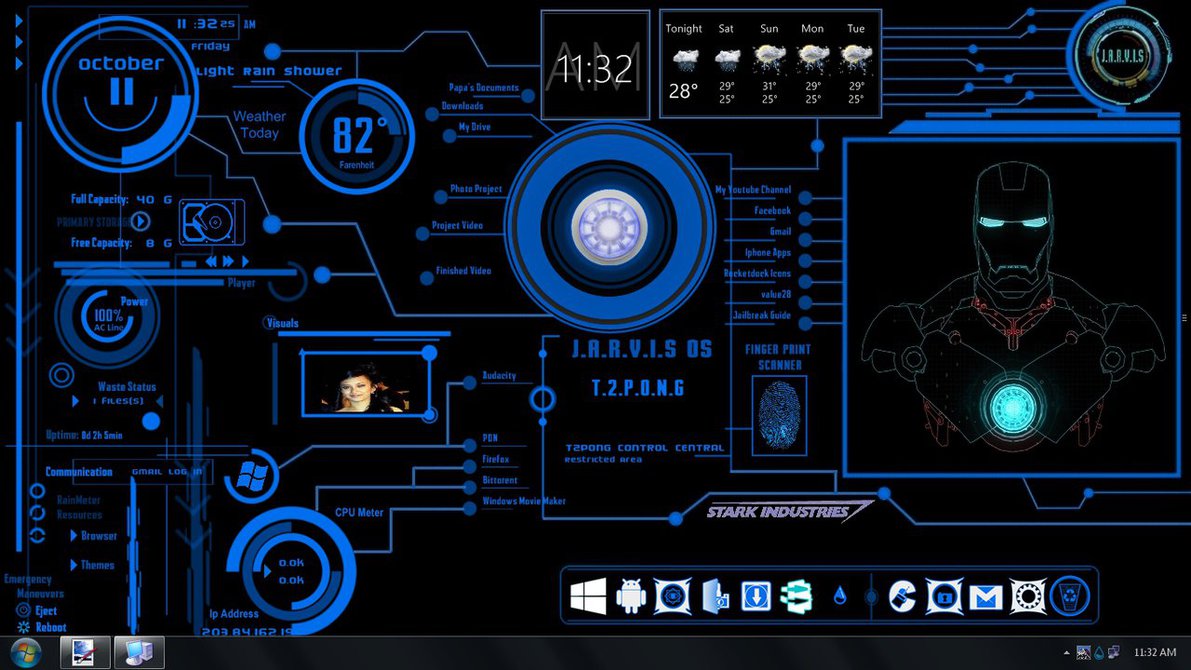 11 :32 25 AM
Friday
october
11
Light Rain Shower
Weather
Today
82°
Farenheit
Full Capacity: 40 G
PRIMARY STORAGE
Free Capacity: 8 G
Player
Power
100%
AC Line
Waste Status
1 FILES(S)
Uptime: 0d 2h 5min
Communication
GMAIL LOG IN
RainMeter
Resources
Browser
Themes
Emergency
Maneuvers
Eject
Reboot
Visuals
CPU Meter
0.0k
0.0k
Ip Address
Papa's Documents
Downloads
My Drive
Photo Project
Project Video
Finished Video
Audacity
PDN
FireFox
Bittorent
Windows Movie Maker
AM
11:32
Tonight Sat Sun Mon Tue
28° 29° 31° 29° 29°
25° 25° 25° 25°
J.A.R.V.I.S
My Youtube Channel
Facebook
Gmail
Iphone Apps
Rocketdock Icons
value28
Jailbreak Guide
J.A.R.V.I.S OS
T.2.P.O.N.G
FINGER PRINT
SCANNER
T2PONG CONTROL CENTRAL
Restricted Area
STARK INDUSTRIES
11:32 AM